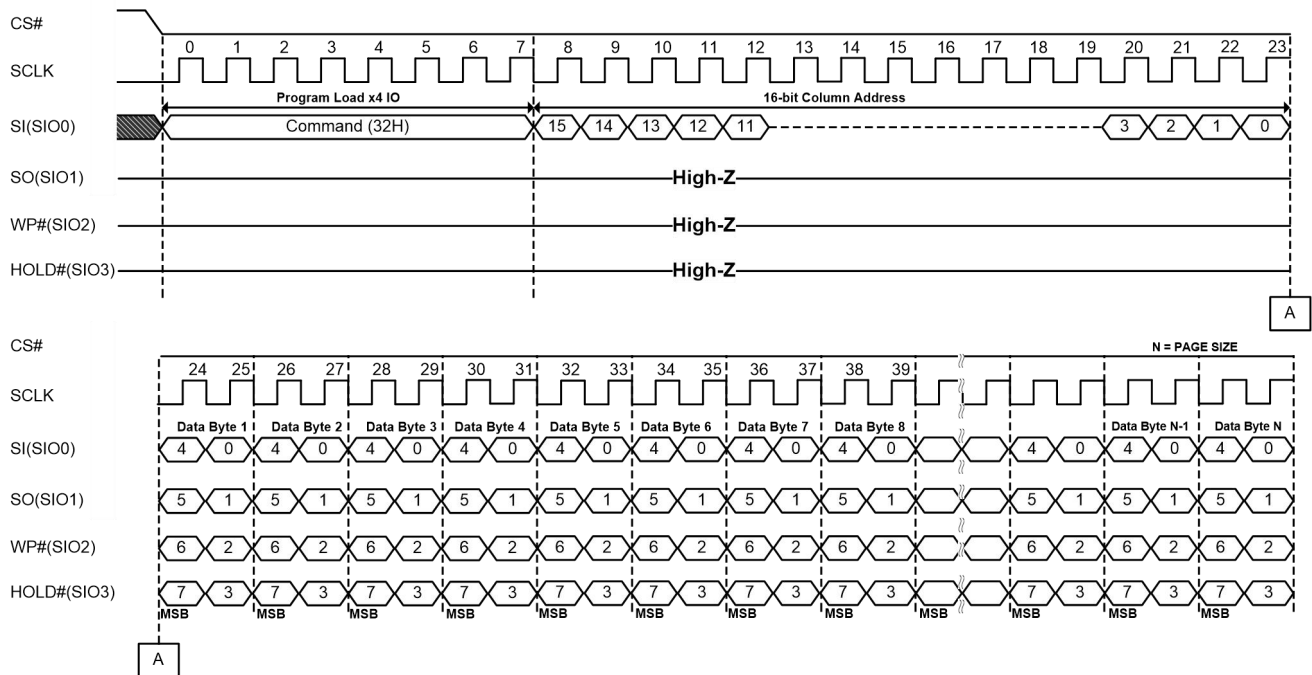 CS#
0 1 2 3 4 5 6 7 8 9 10 11 12 13 14 15 16 17 18 19 20 21 22 23
SCLK
Program Load x4 IO 16-bit Column Address
SI(SIO0) Command (32H) 15 14 13 12 11 3 2 1 0
SO(SIO1) High-Z
WP#(SIO2) High-Z
HOLD#(SIO3) High-Z
A
CS#
N = PAGE SIZE
24 25 26 27 28 29 30 31 32 33 34 35 36 37 38 39
SCLK
Data Byte 1 Data Byte 2 Data Byte 3 Data Byte 4 Data Byte 5 Data Byte 6 Data Byte 7 Data Byte 8 Data Byte N-1 Data Byte N
SI(SIO0) 4 0 4 0 4 0 4 0 4 0 4 0 4 0 4 0 4 0 4 0 4 0
SO(SIO1) 5 1 5 1 5 1 5 1 5 1 5 1 5 1 5 1 5 1 5 1 5 1
WP#(SIO2) 6 2 6 2 6 2 6 2 6 2 6 2 6 2 6 2 6 2 6 2 6 2
HOLD#(SIO3) 7 3 7 3 7 3 7 3 7 3 7 3 7 3 7 3 7 3 7 3 7 3
MSB MSB MSB MSB MSB MSB MSB MSB MSB MSB MSB MSB
A